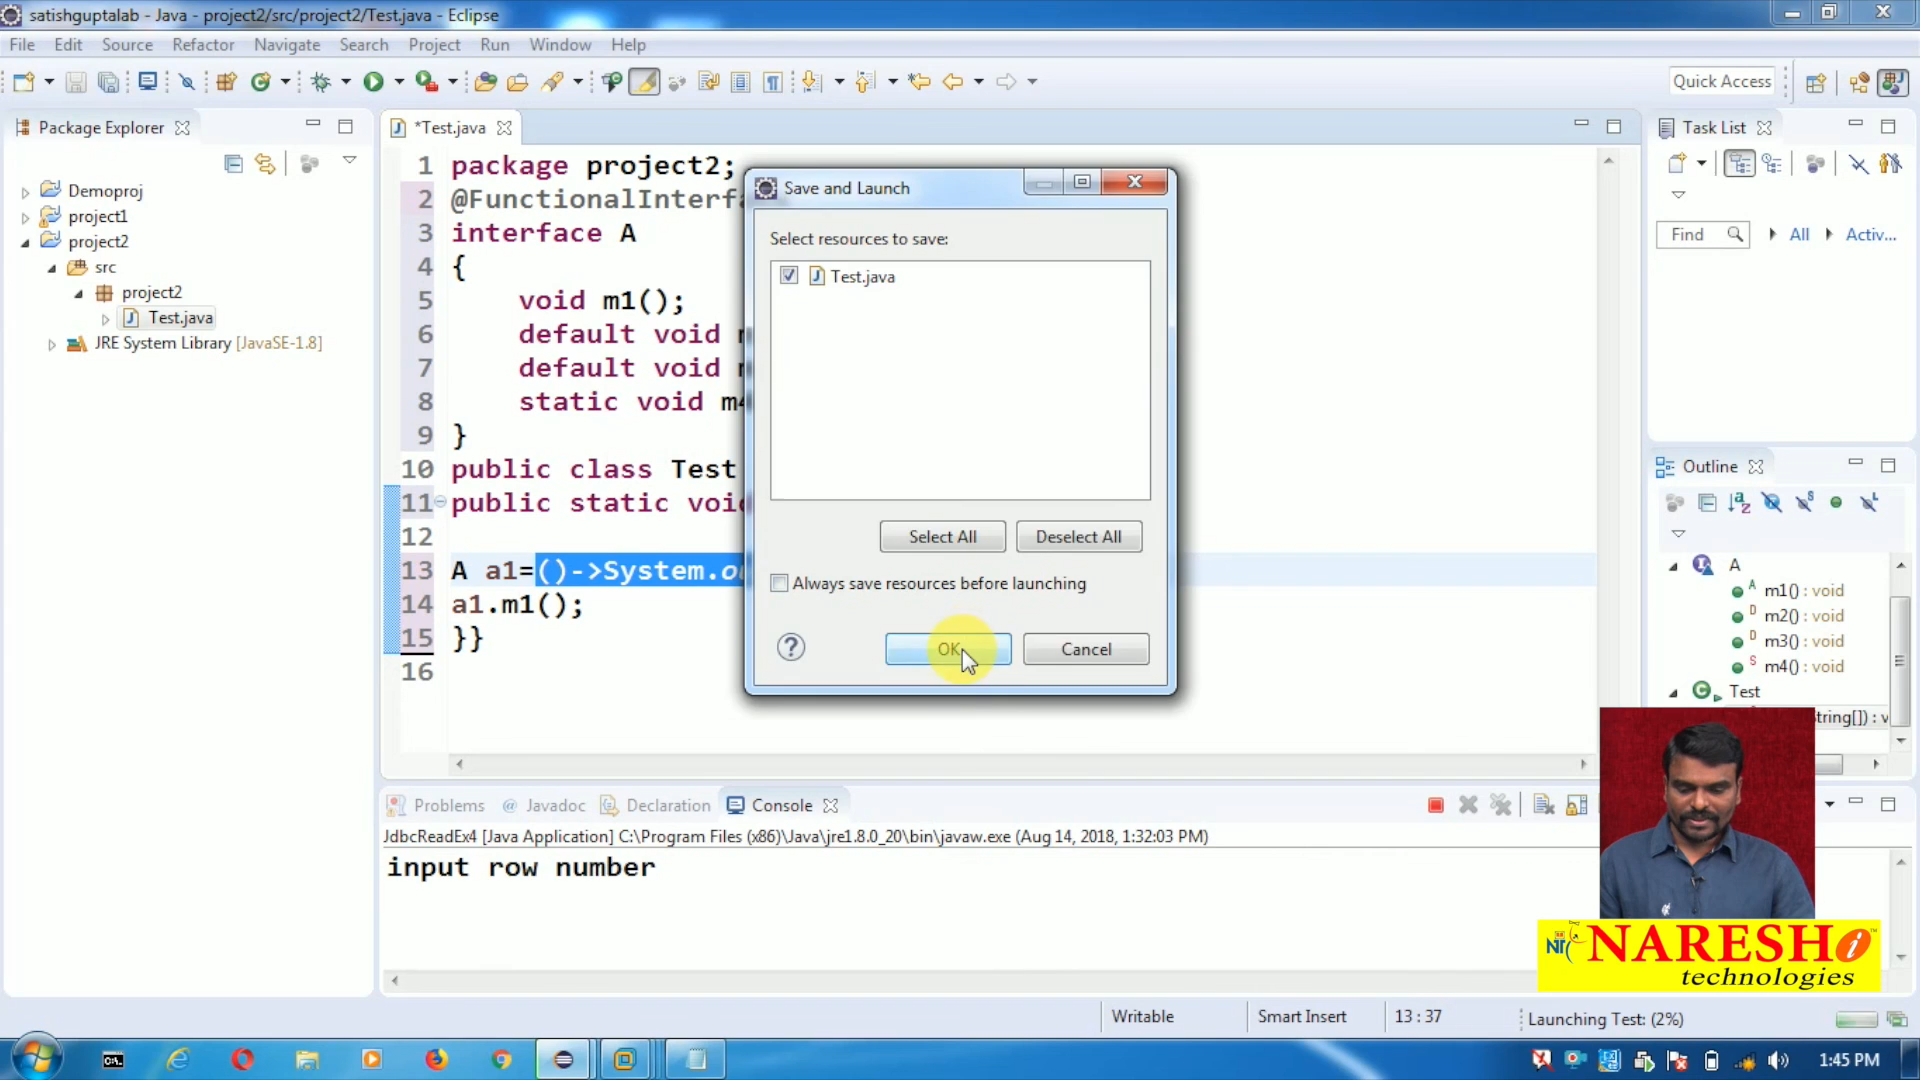 satishguptalab - Java - project2/src/project2/Test.java - Eclipse
File Edit Source Refactor Navigate Search Project Run Window Help
Quick Access
Package Explorer
Demoproj
project1
project2
src
project2
Test.java
JRE System Library [JavaSE-1.8]
*Test.java
1 package project2;
2 @FunctionalInterfa
3 interface A
4 {
5 void m1();
6 default void
7 default void
8 static void m4
9 }
10 public class Test
11 public static voi
12
13 A a1=()->System.ou
14 a1.m1();
15 }}
16
Save and Launch
Select resources to save:
Test.java
Select All Deselect All
Always save resources before launching
OK Cancel
Task List
Find All Activ...
Outline
A
m1() : void
m2() : void
m3() : void
m4() : void
Test
tring[]) : v
Problems Javadoc Declaration Console
JdbcReadEx4 [Java Application] C:\Program Files (x86)\Java\jre1.8.0_20\bin\javaw.exe (Aug 14, 2018, 1:32:03 PM)
input row number
NARESH i
technologies
Writable Smart Insert 13 : 37 Launching Test: (2%)
1:45 PM